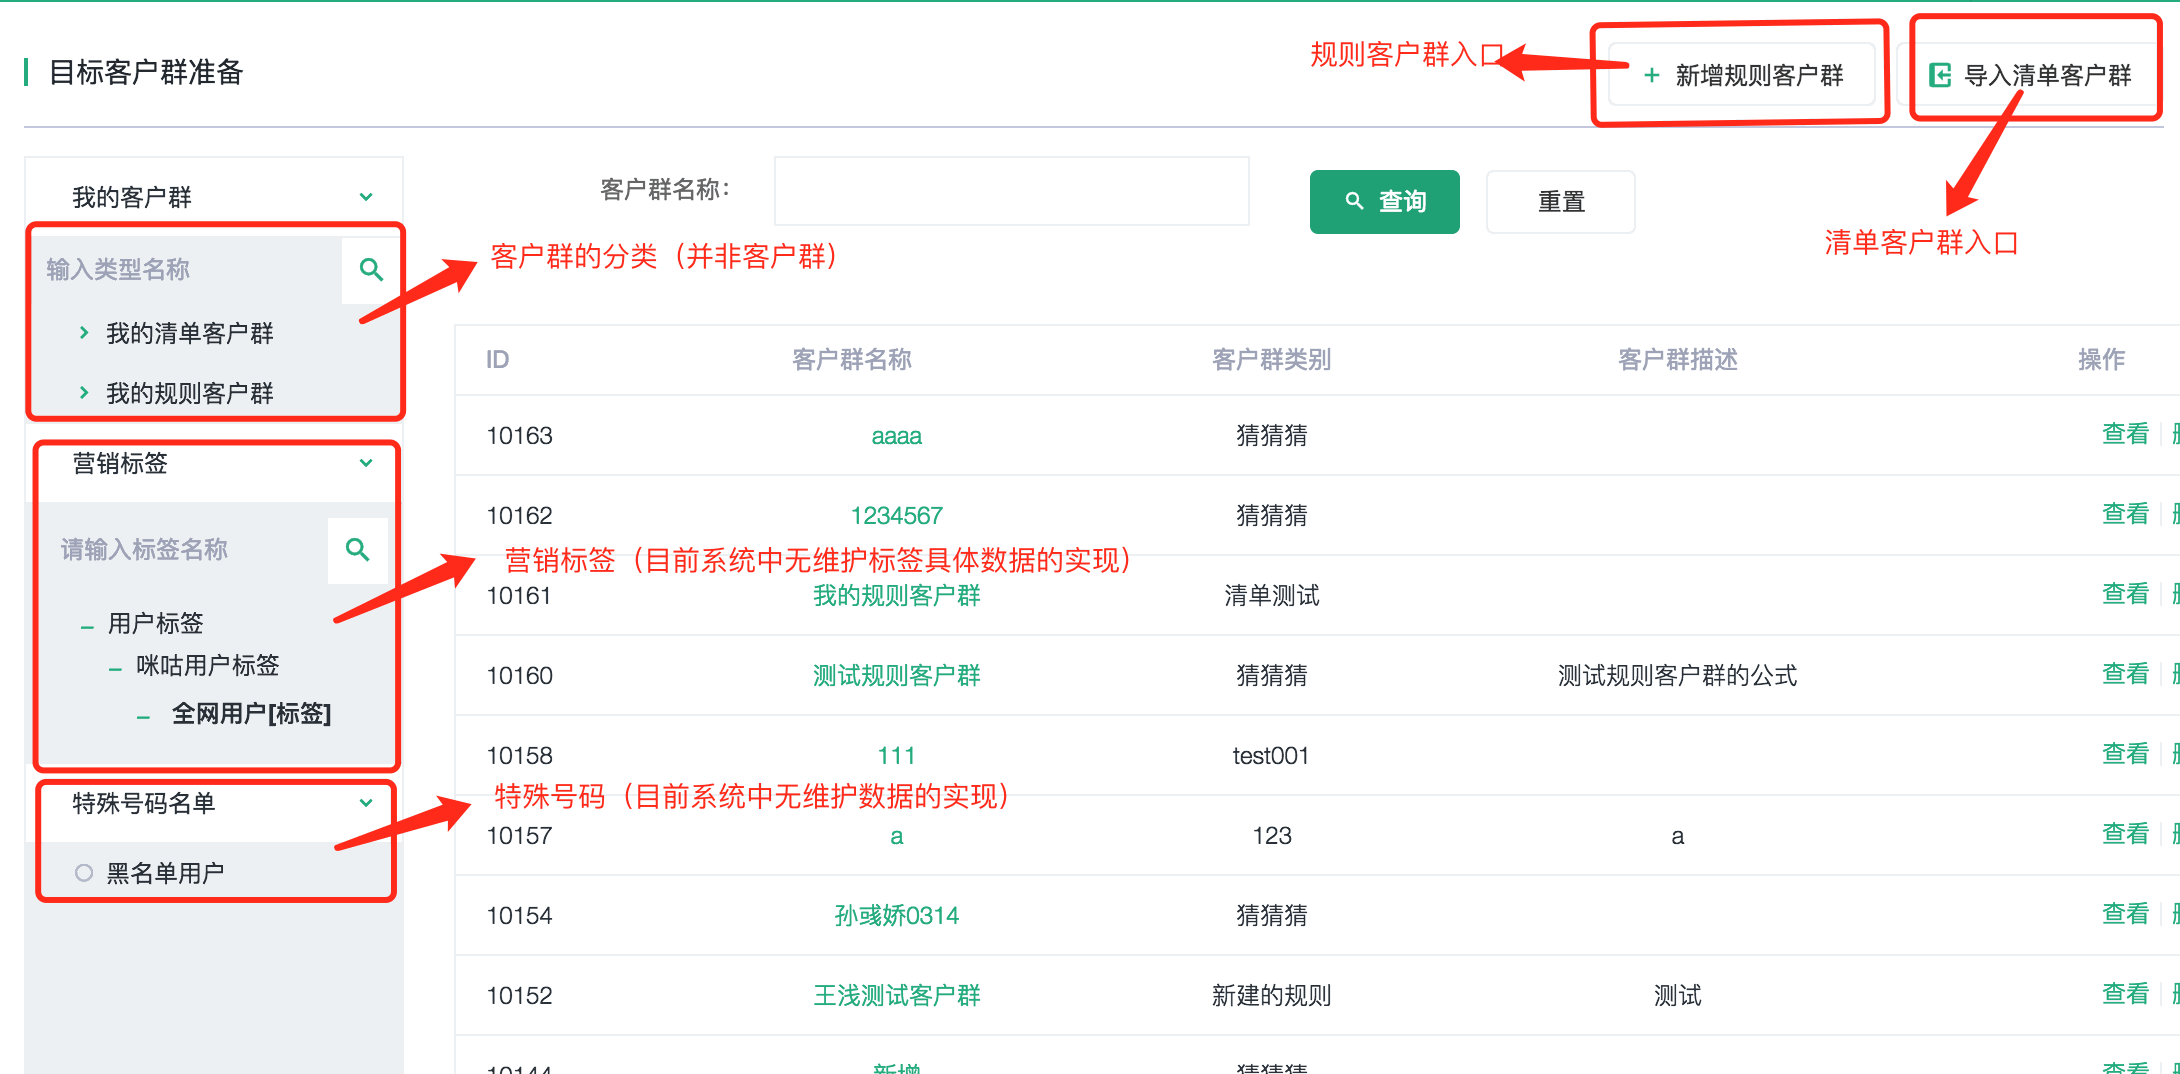 目标客户群准备
规则客户群入口
新增规则客户群
导入清单客户群
清单客户群入口
我的客户群
输入类型名称
我的清单客户群
我的规则客户群
客户群的分类（并非客户群）
营销标签
请输入标签名称
用户标签
咪咕用户标签
全网用户[标签]
营销标签（目前系统中无维护标签具体数据的实现）
特殊号码名单
黑名单用户
特殊号码（目前系统中无维护数据的实现）
客户群名称：
查询
重置
ID 客户群名称 客户群类别 客户群描述 操作
10163 aaaa 猜猜猜 查看
10162 1234567 猜猜猜 查看
10161 我的规则客户群 清单测试 查看
10160 测试规则客户群 猜猜猜 测试规则客户群的公式 查看
10158 111 test001 查看
10157 a 123 a 查看
10154 孙彧娇0314 猜猜猜 查看
10152 王浅测试客户群 新建的规则 测试 查看
10144 新增 猜猜猜 查看